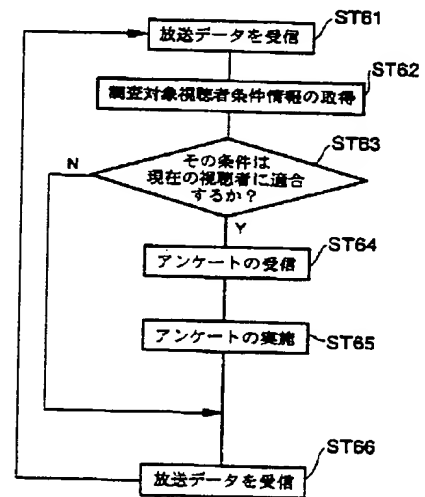 放送データを受信
ST61
調査対象視聴者条件情報の取得
ST62
その条件は
現在の視聴者に適合
するか？
ST63
N
Y
アンケートの受信
ST64
アンケートの実施
ST65
放送データを受信
ST66